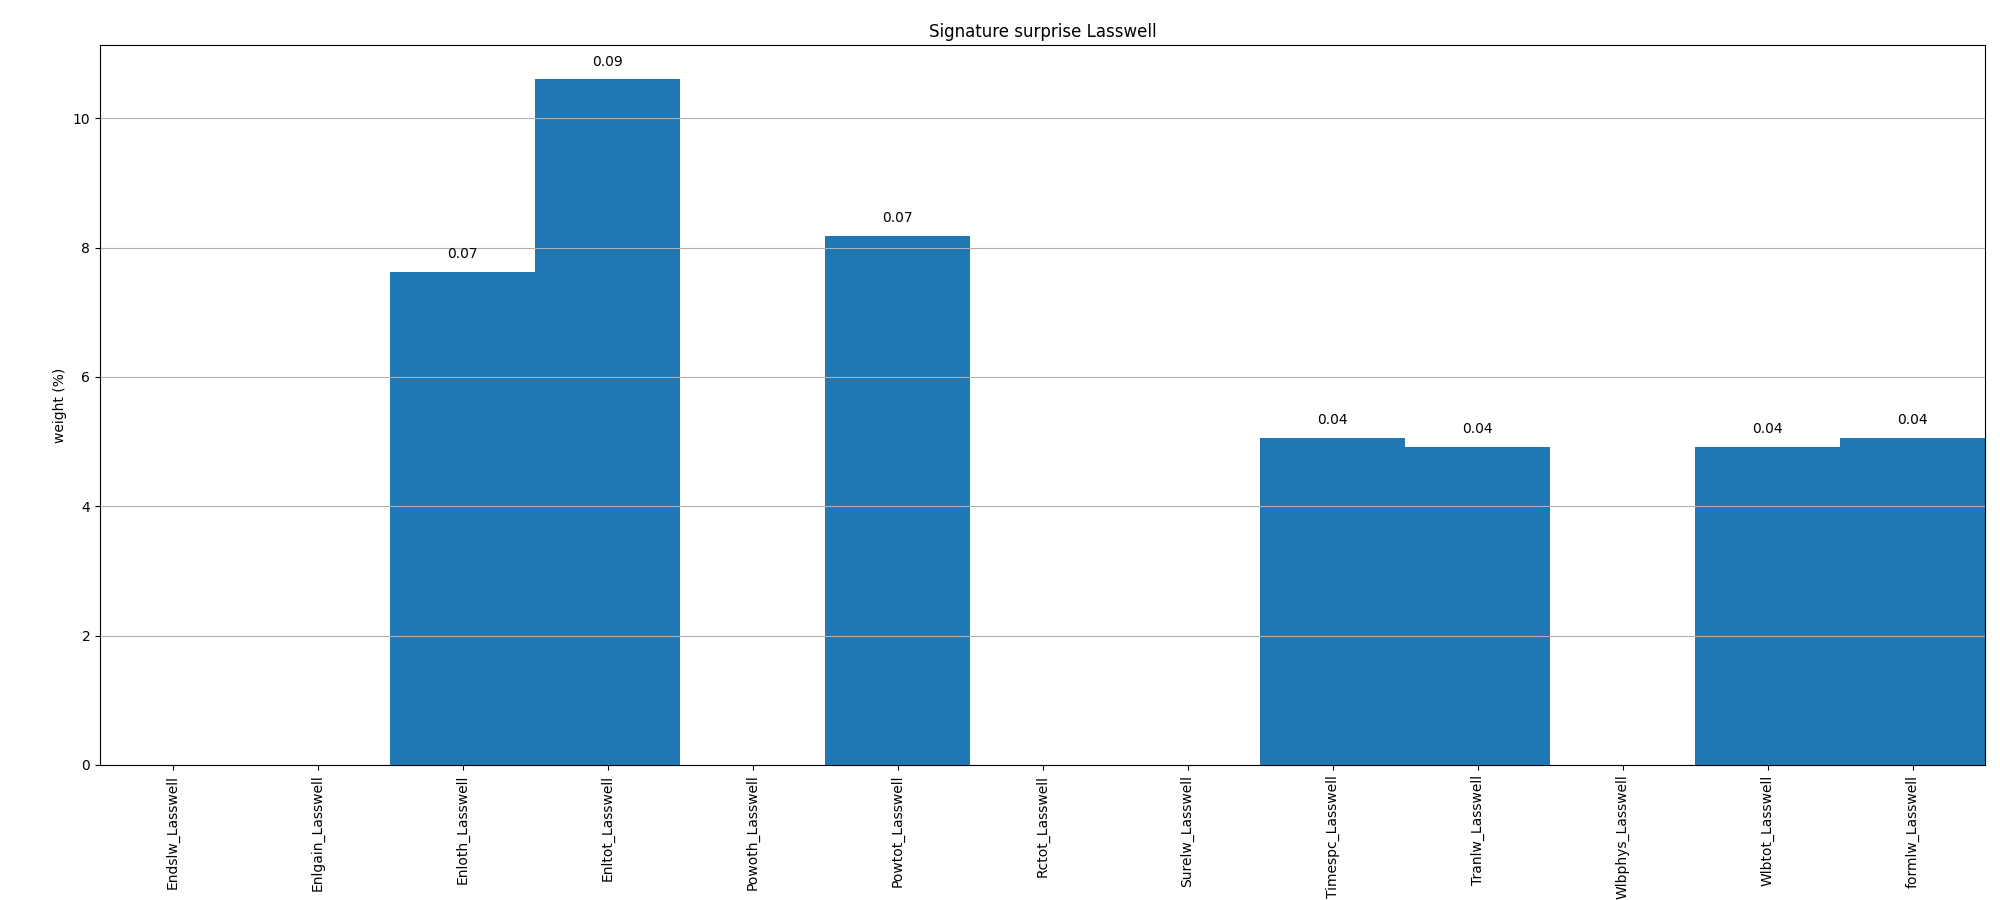 Signature surprise Lasswell
weight (%)
10
8
6
4
2
0
0.07
0.09
0.07
0.04
0.04
0.04
0.04
Endslw_Lasswell
Enlgain_Lasswell
Enloth_Lasswell
Enltot_Lasswell
Powoth_Lasswell
Powtot_Lasswell
Rctot_Lasswell
Surelw_Lasswell
Timespc_Lasswell
Tranlw_Lasswell
Wlbphys_Lasswell
Wlbtot_Lasswell
formlw_Lasswell